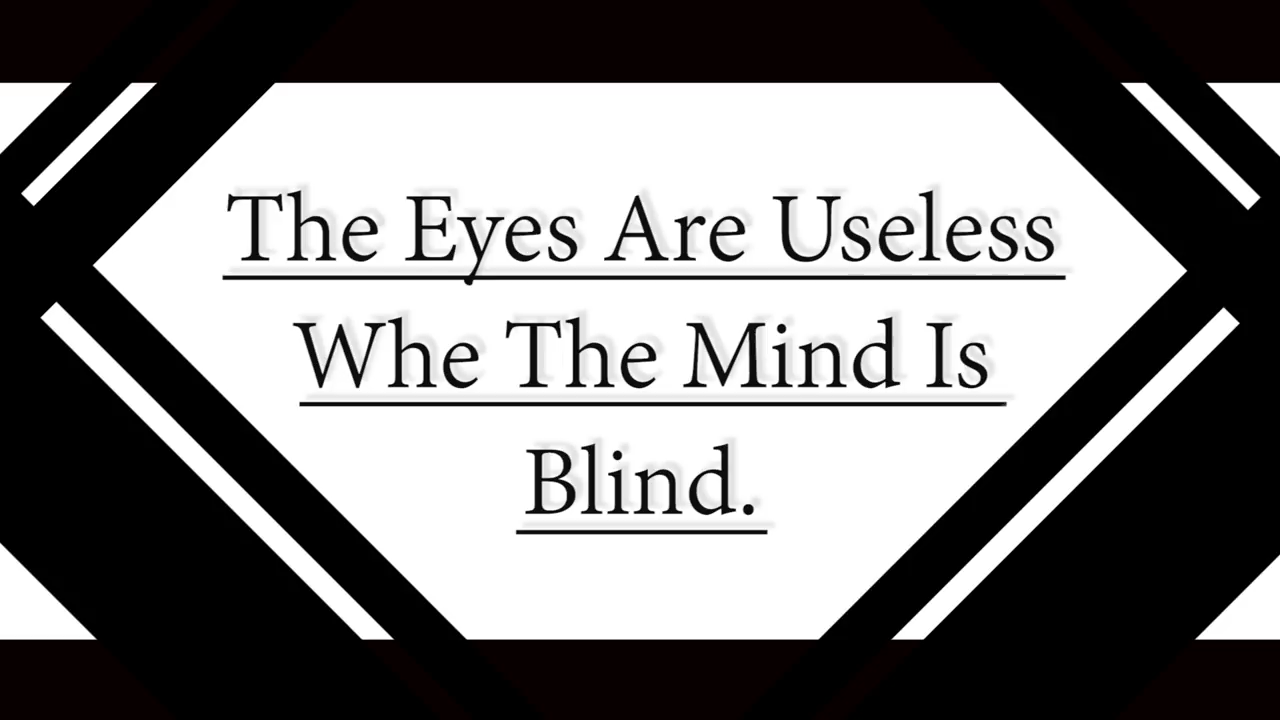 The Eyes Are Useless
Whe The Mind Is
Blind.